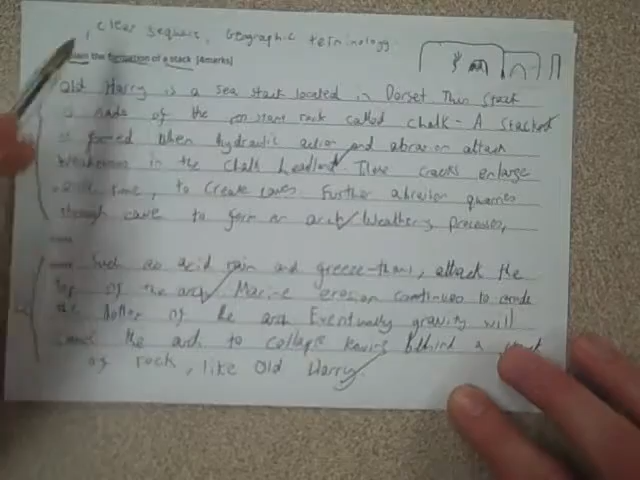 , clear sequence, Geographic terminology
the formation of a stack [4marks]
Old Harry is a sea stack located in Dorset This stack
is made of the rock called chalk - A stacked
is formed when hydraulic action and abrasion attack
weaknesses in the chalk headland. These cracks enlarge
time, to create caves Further abrasion
through cave to form an arch/ Weathering processes,
Such as acid rain and freeze-thaw, attack the
top of the arch Marine erosion continues to erode
the bottom of the arch Eventually gravity will
the arch to collapse leaving behind a
of rock, like Old Harry